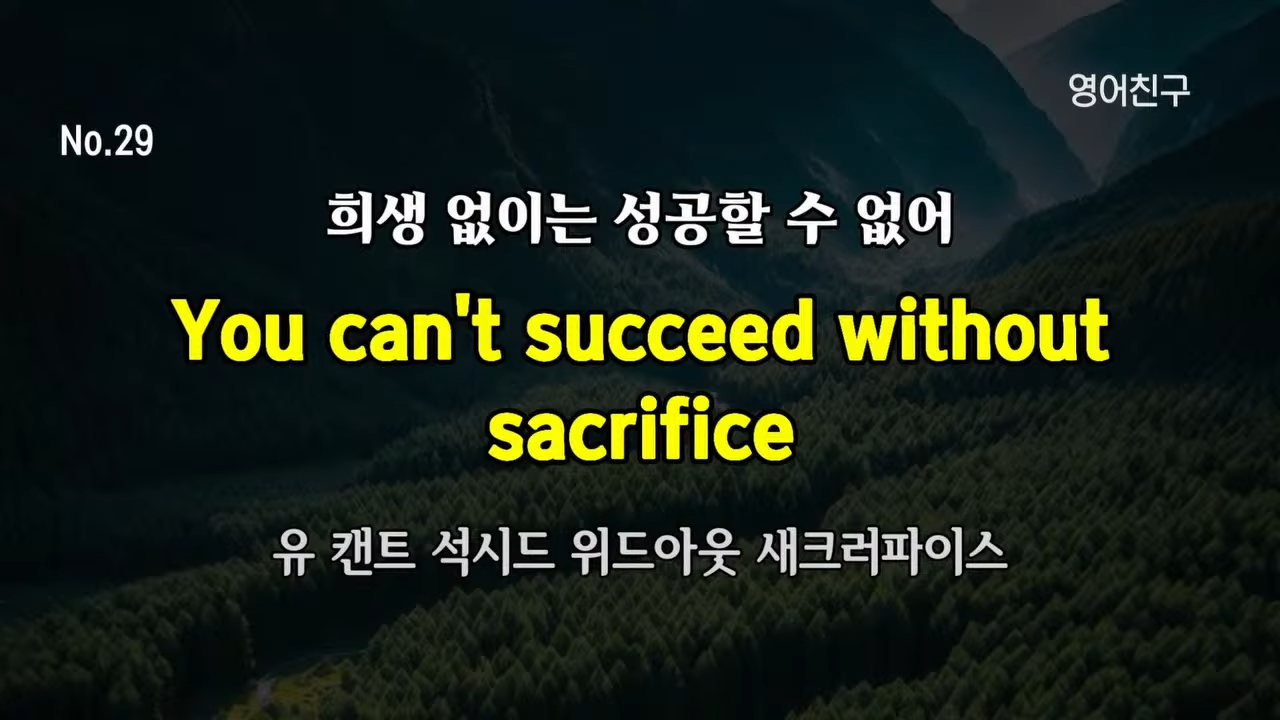 영어친구
No.29
희생 없이는 성공할 수 없어
You can't succeed without
sacrifice
유 캔트 석시드 위드아웃 새크러파이스